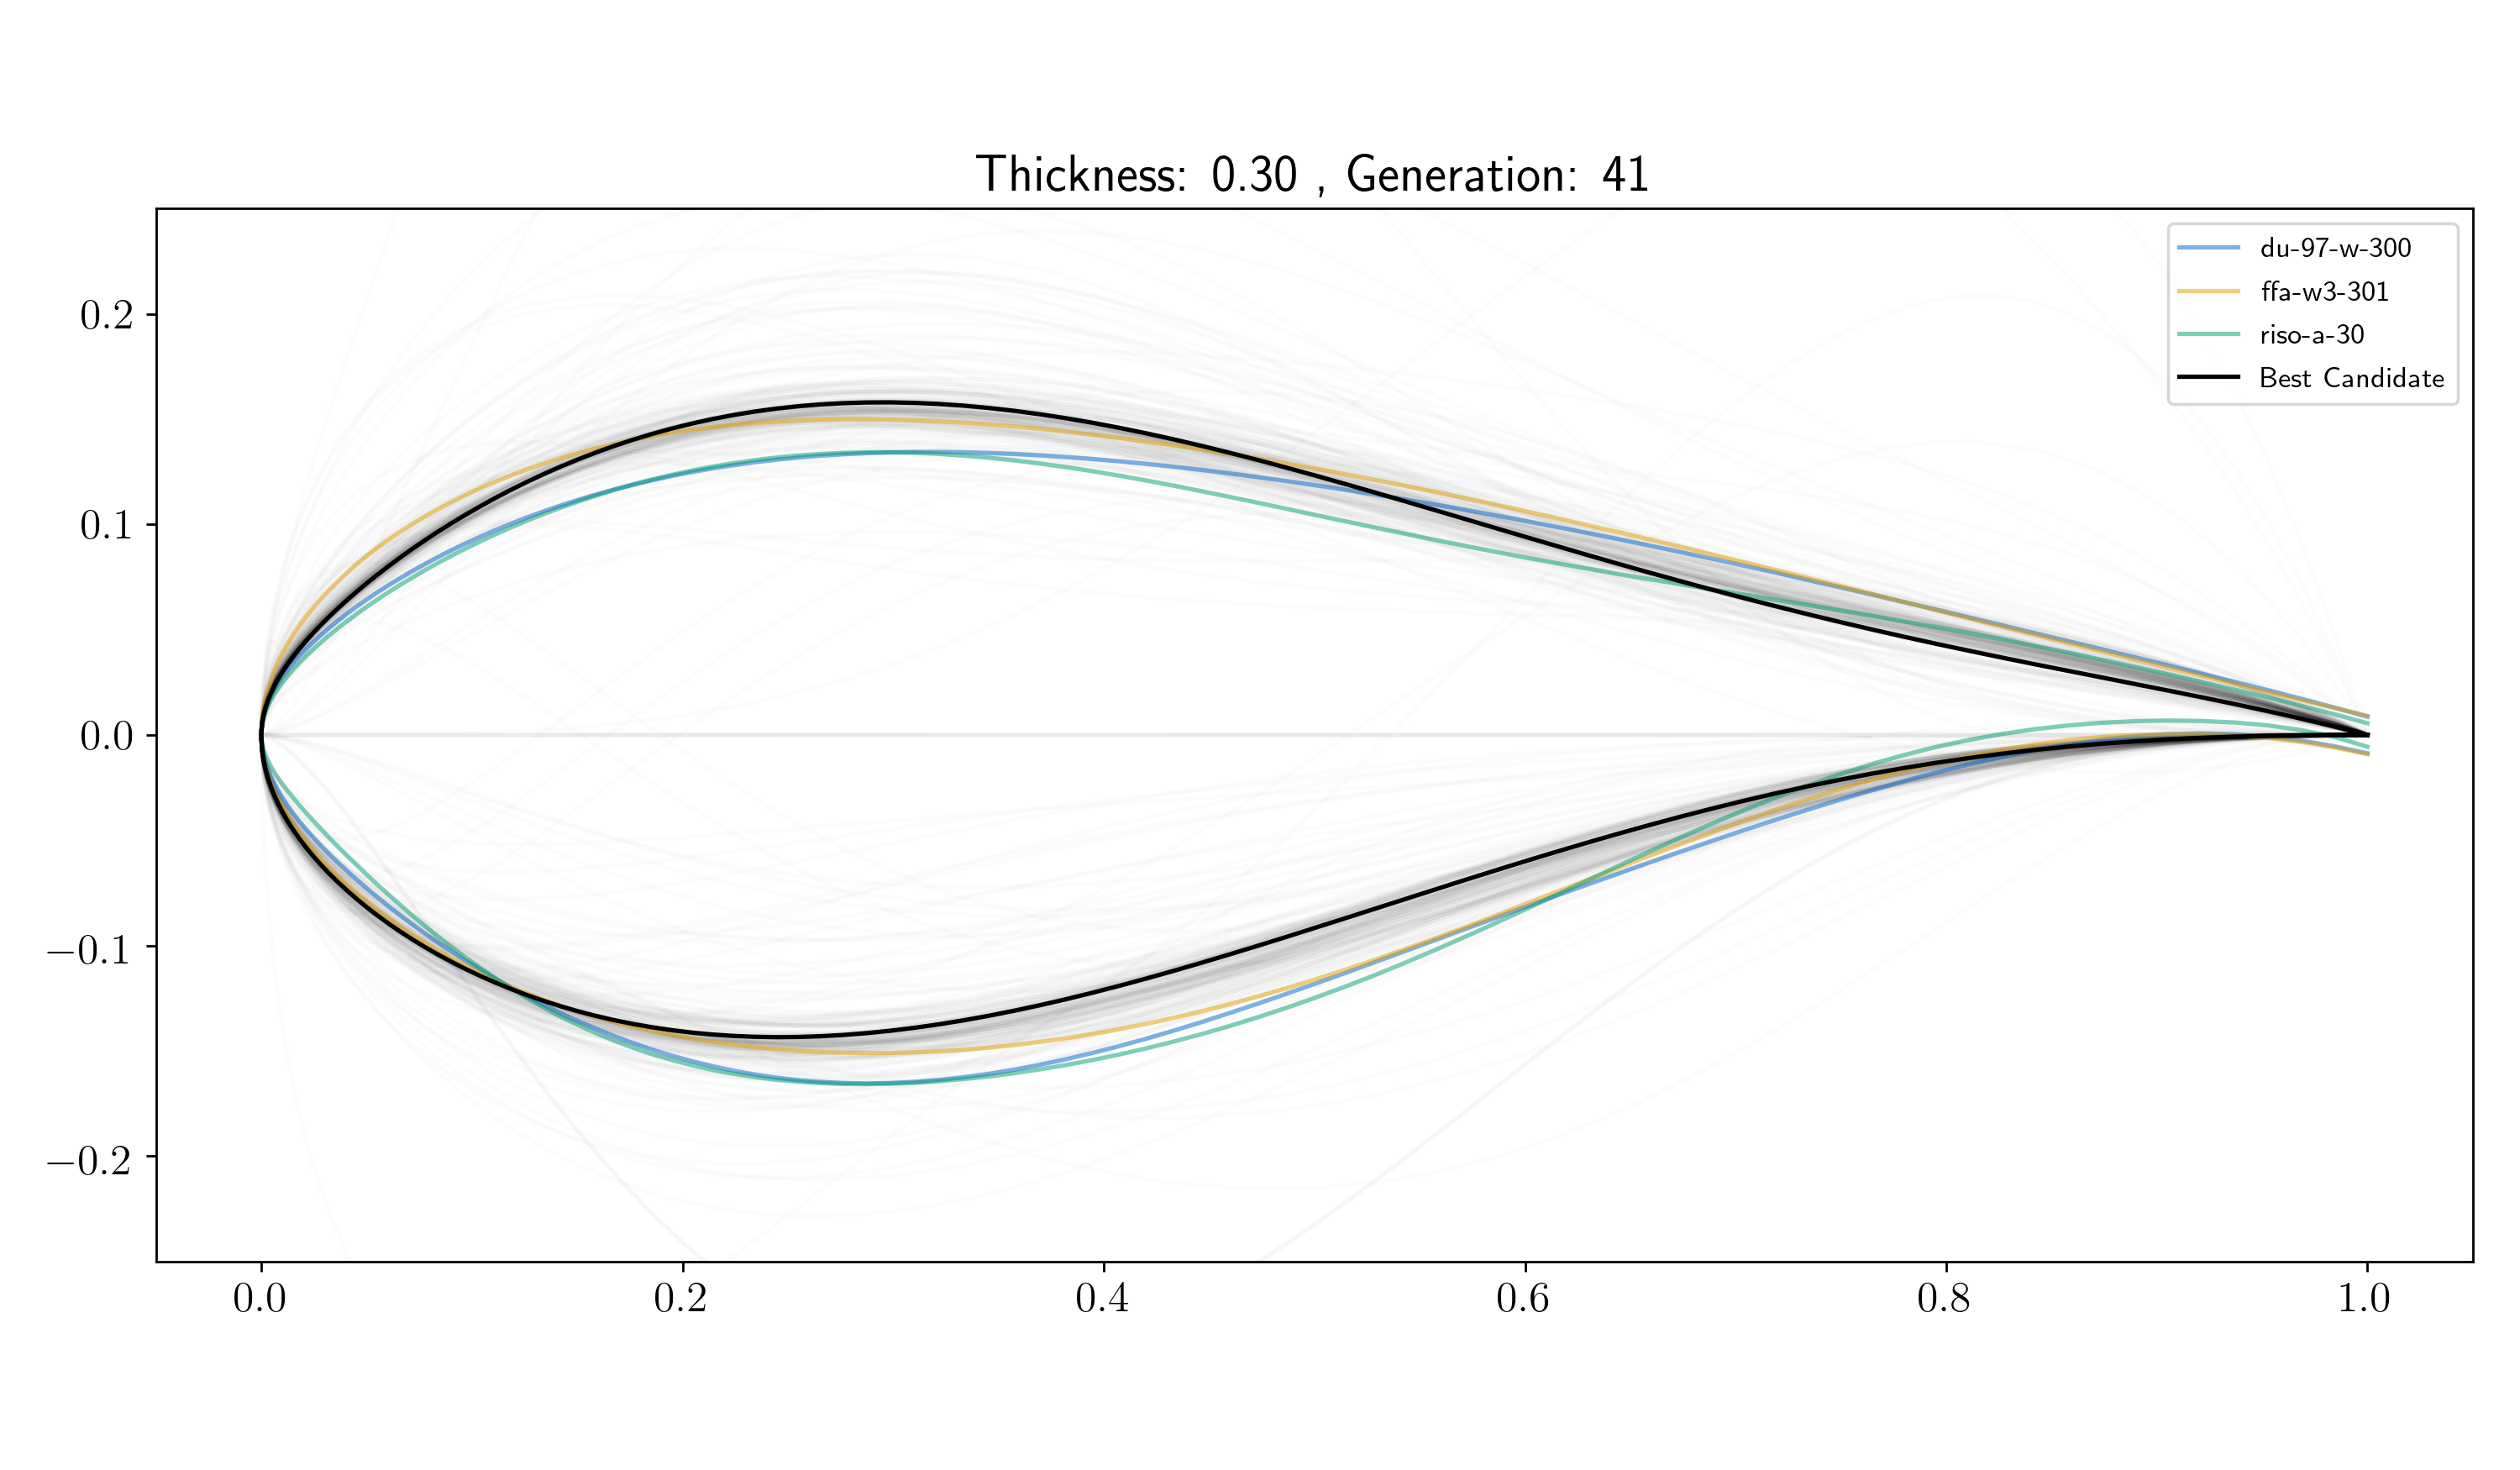 Thickness: 0.30 , Generation: 41
du-97-w-300
ffa-w3-301
riso-a-30
Best Candidate
0.2
0.1
0.0
−0.1
−0.2
0.0 0.2 0.4 0.6 0.8 1.0